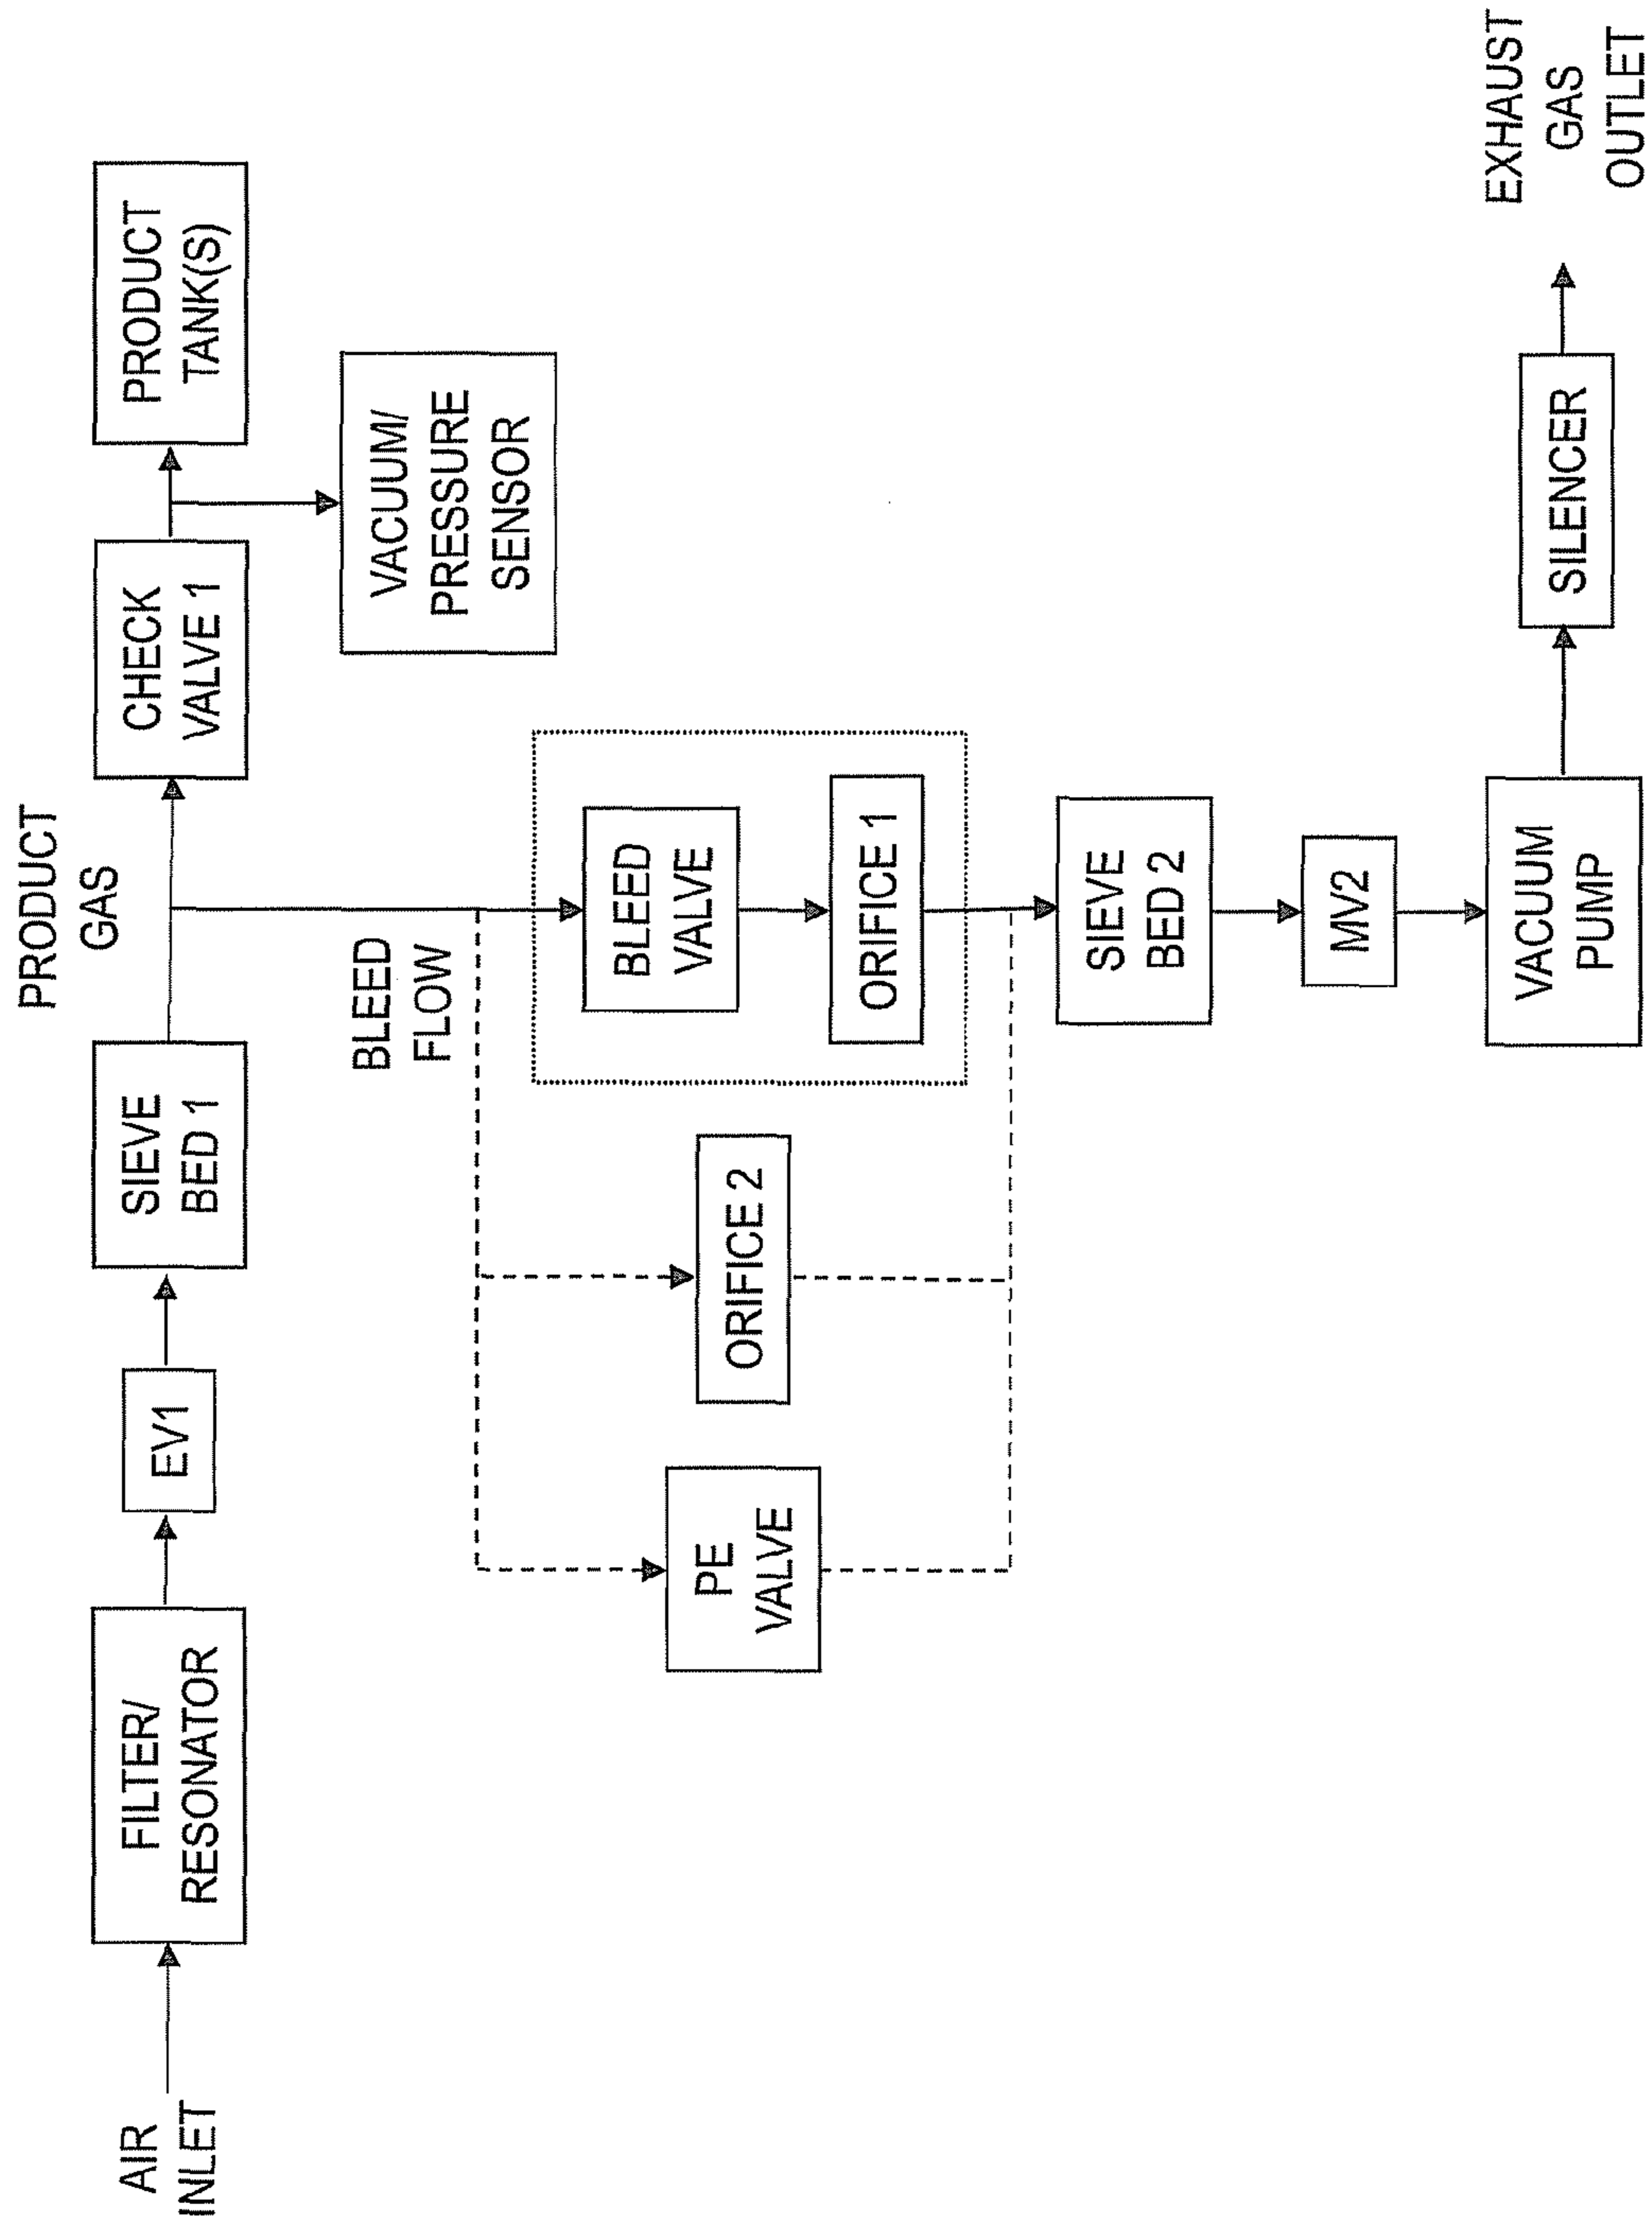 AIR
INLET
FILTER/
RESONATOR
EV1
SIEVE
BED 1
PRODUCT
GAS
CHECK
VALVE 1
PRODUCT
TANK(S)
VACUUM/
PRESSURE
SENSOR
BLEED
FLOW
PE
VALVE
ORIFICE 2
BLEED
VALVE
ORIFICE 1
SIEVE
BED 2
MV2
VACUUM
PUMP
SILENCER
EXHAUST
GAS
OUTLET